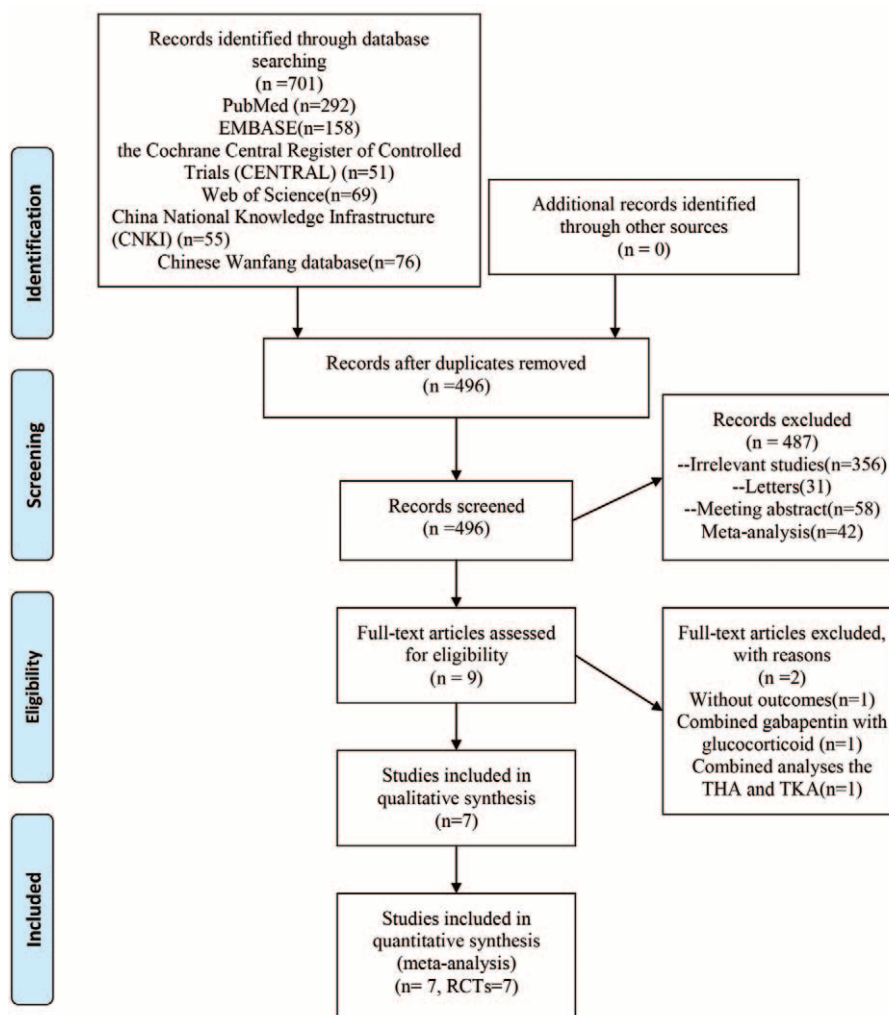 Records identified through database
searching
(n =701)
PubMed (n=292)
EMBASE(n=158)
the Cochrane Central Register of Controlled
Trials (CENTRAL) (n=51)
Web of Science(n=69)
China National Knowledge Infrastructure
(CNKI) (n=55)
Chinese Wanfang database(n=76)
Additional records identified
through other sources
(n = 0)
Identification
Records after duplicates removed
(n =496)
Screening
Records screened
(n =496)
Records excluded
(n = 487)
--Irrelevant studies(n=356)
--Letters(31)
--Meeting abstract(n=58)
Meta-analysis(n=42)
Eligibility
Full-text articles assessed
for eligibility
(n = 9)
Full-text articles excluded,
with reasons
(n =2)
Without outcomes(n=1)
Combined gabapentin with
glucocorticoid (n=1)
Combined analyses the
THA and TKA(n=1)
Studies included in
qualitative synthesis
(n=7)
Included
Studies included in
quantitative synthesis
(meta-analysis)
(n= 7, RCTs=7)